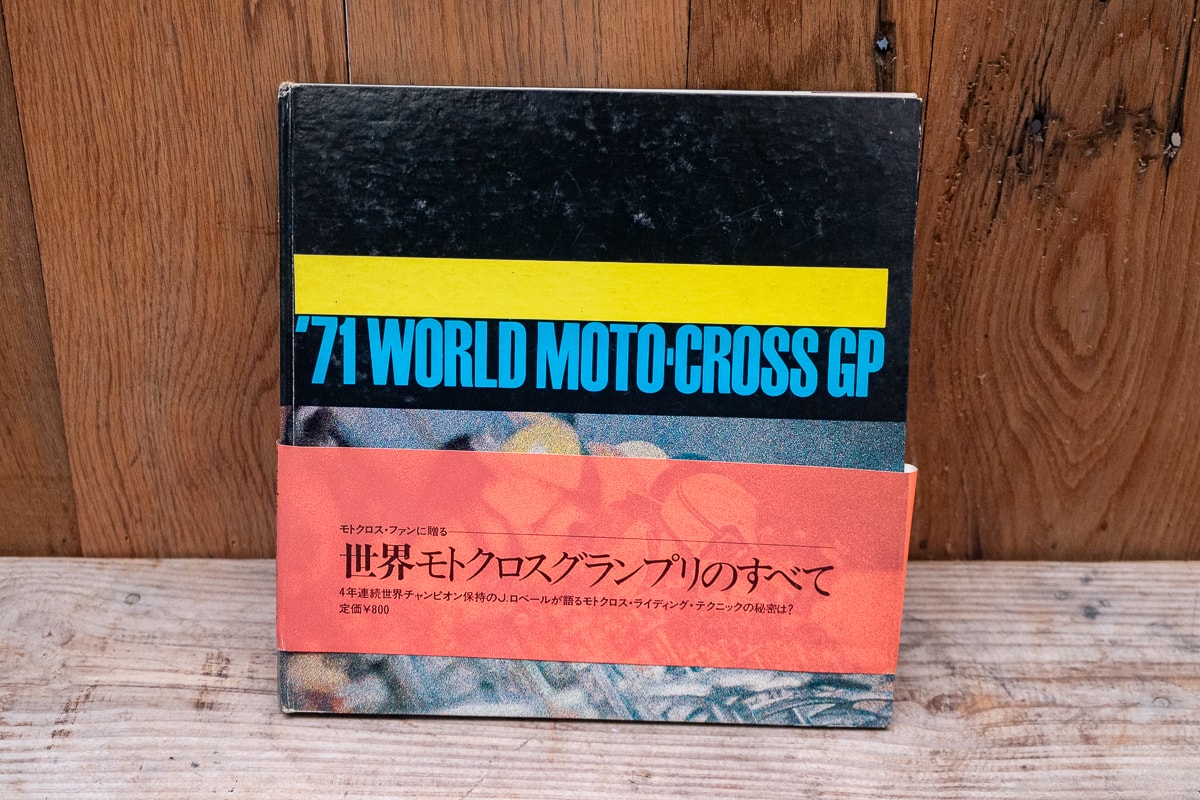 '71 WORLD MOTO-CROSS GP
モトクロス・ファンに贈る
世界モトクロスグランプリのすべて
4年連続世界チャンピオン保持のJ.ロベールが語るモトクロス・ライディング・テクニックの秘密は?
定価¥800